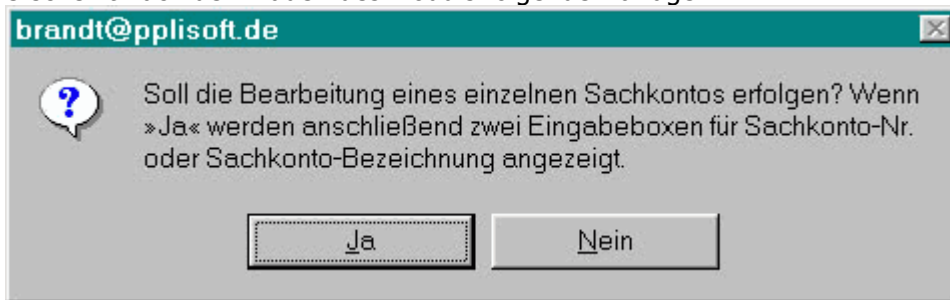 brandt@pplisoft.de
Soll die Bearbeitung eines einzelnen Sachkontos erfolgen? Wenn
»Ja« werden anschließend zwei Eingabeboxen für Sachkonto-Nr.
oder Sachkonto-Bezeichnung angezeigt.
Ja
Nein